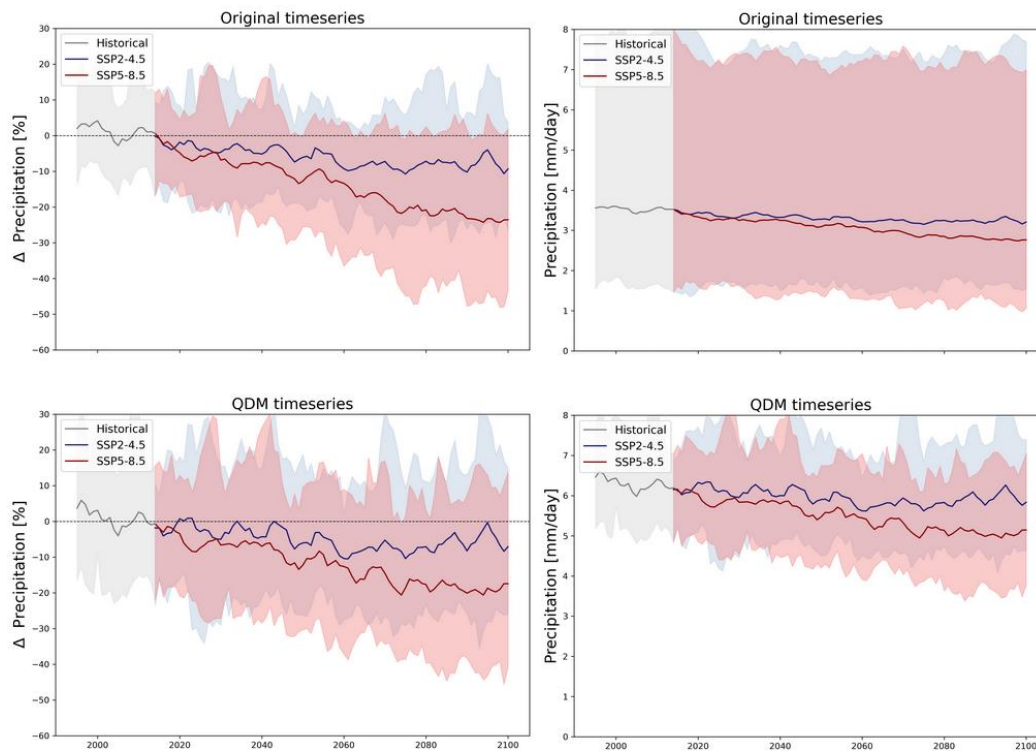 Original timeseries
Δ Precipitation [%]
30
20
10
0
−10
−20
−30
−40
−50
−60
Historical
SSP2-4.5
SSP5-8.5
Original timeseries
Precipitation [mm/day]
8
7
6
5
4
3
2
1
0
Historical
SSP2-4.5
SSP5-8.5
QDM timeseries
Δ Precipitation [%]
30
20
10
0
−10
−20
−30
−40
−50
−60
Historical
SSP2-4.5
SSP5-8.5
2000 2020 2040 2060 2080 2100
QDM timeseries
Precipitation [mm/day]
8
7
6
5
4
3
2
1
0
Historical
SSP2-4.5
SSP5-8.5
2000 2020 2040 2060 2080 210